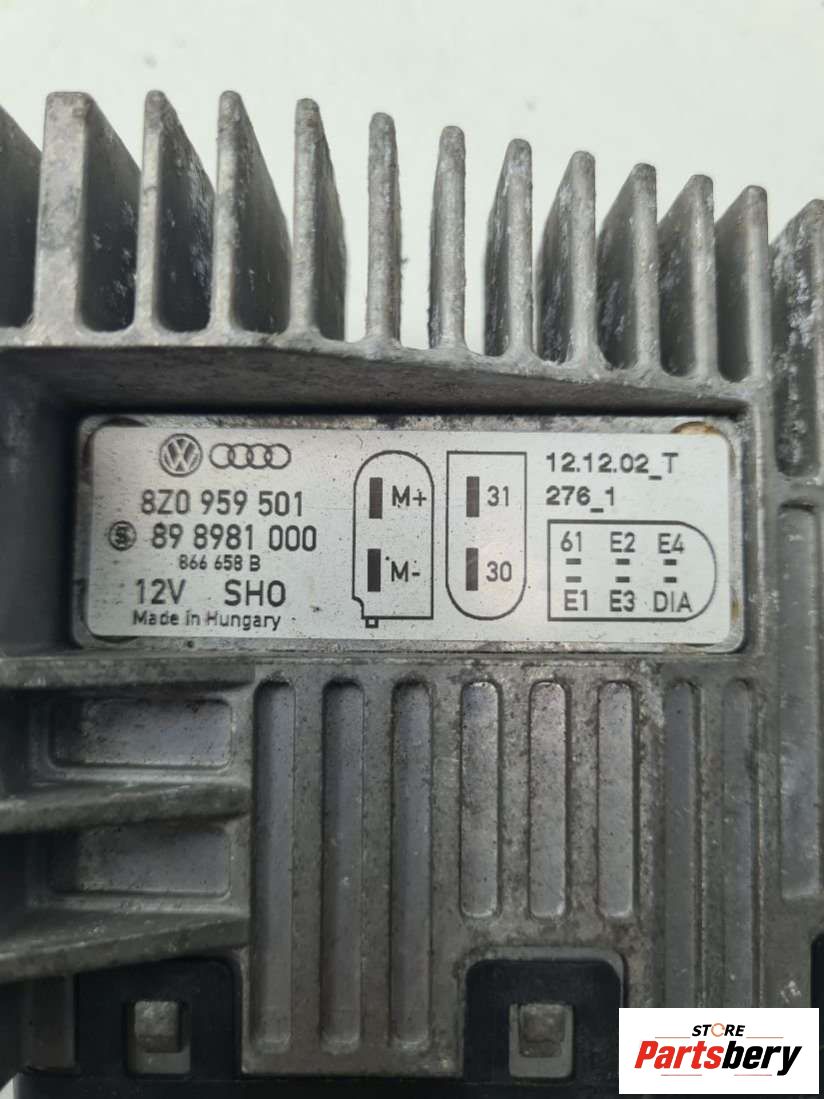 8Z0 959 501
S 89 8981 000
866 658 B
12V SHO
Made in Hungary
M+
M-
31
30
12.12.02_T
276_1
61 E2 E4
E1 E3 DIA
STORE
Partsbery